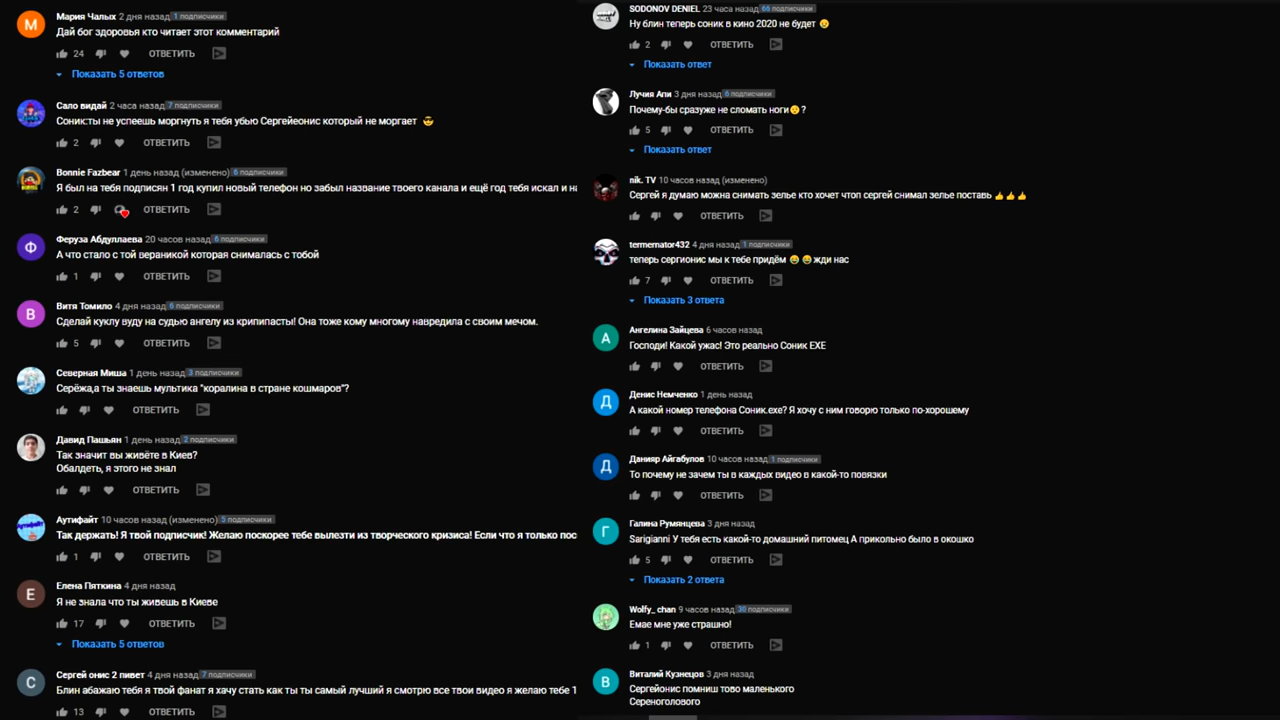 Мария Чалых 2 дня назад 1 подписчики
Дай бог здоровья кто читает этот комментарий
24 ОТВЕТИТЬ
Показать 5 ответов
Сало видай 2 часа назад 7 подписчики
Соник:ты не успеешь моргнуть я тебя убью Сергейеонис который не моргает 😎
2 ОТВЕТИТЬ
Bonnie Fazbear 1 день назад (изменено) 6 подписчики
Я был на тебя подписян 1 год купил новый телефон но забыл название твоего канала и ещё год тебя искал и на
2 ОТВЕТИТЬ
Ф
Феруза Абдуллаева 20 часов назад 6 подписчики
А что стало с той вераникой которая снималась с тобой
1 ОТВЕТИТЬ
В
Витя Томило 4 дня назад 6 подписчики
Сделай куклу вуду на судью ангелу из крипипасты! Она тоже кому многому навредила с своим мечом.
5 ОТВЕТИТЬ
Северная Миша 1 день назад 3 подписчики
Серёжа,а ты знаешь мультика "коралина в стране кошмаров"?
ОТВЕТИТЬ
Давид Пашьян 1 день назад 2 подписчики
Так значит вы живёте в Киев?
Обалдеть, я этого не знал
ОТВЕТИТЬ
Аутифайт 10 часов назад (изменено) 5 подписчики
Так держать! Я твой подписчик! Желаю поскорее тебе вылезти из творческого кризиса! Если что я только пос
1 ОТВЕТИТЬ
Е
Елена Пяткина 4 дня назад
Я не знала что ты живешь в Киеве
17 ОТВЕТИТЬ
Показать 5 ответов
С
Сергей онис 2 пивет 4 дня назад 7 подписчики
Блин абажаю тебя я твой фанат я хачу стать как ты ты самый лучший я смотрю все твои видео я желаю тебе 1
13 ОТВЕТИТЬ
SODONOV DENIEL 23 часа назад 66 подписчики
Ну блин теперь соник в кино 2020 не будет 😉
2 ОТВЕТИТЬ
Показать ответ
Лучия Апи 3 дня назад 6 подписчики
Почему-бы сразуже не сломать ноги😯?
5 ОТВЕТИТЬ
Показать ответ
nik. TV 10 часов назад (изменено)
Сергей я думаю можна снимать зелье кто хочет чтоп сергей снимал зелье поставь 👍👍👍
ОТВЕТИТЬ
termernator432 4 дня назад 1 подписчики
теперь сергионис мы к тебе придём 😂😂жди нас
7 ОТВЕТИТЬ
Показать 3 ответа
А
Ангелина Зайцева 6 часов назад
Господи! Какой ужас! Это реально Соник EXE
ОТВЕТИТЬ
Д
Денис Немченко 1 день назад
А какой номер телефона Соник.ехе? Я хочу с ним говорю только по-хорошему
ОТВЕТИТЬ
Д
Данияр Айгабулов 10 часов назад 1 подписчики
То почему не зачем ты в каждых видео в какой-то повязки
ОТВЕТИТЬ
Г
Галина Румянцева 3 дня назад
Sarigianni У тебя есть какой-то домашний питомец А прикольно было в окошко
5 ОТВЕТИТЬ
Показать 2 ответа
Wolfy_ chan 9 часов назад 30 подписчики
Емае мне уже страшно!
1 ОТВЕТИТЬ
В
Виталий Кузнецов 3 дня назад
Сергейонис помниш тово маленького
Сереноголового